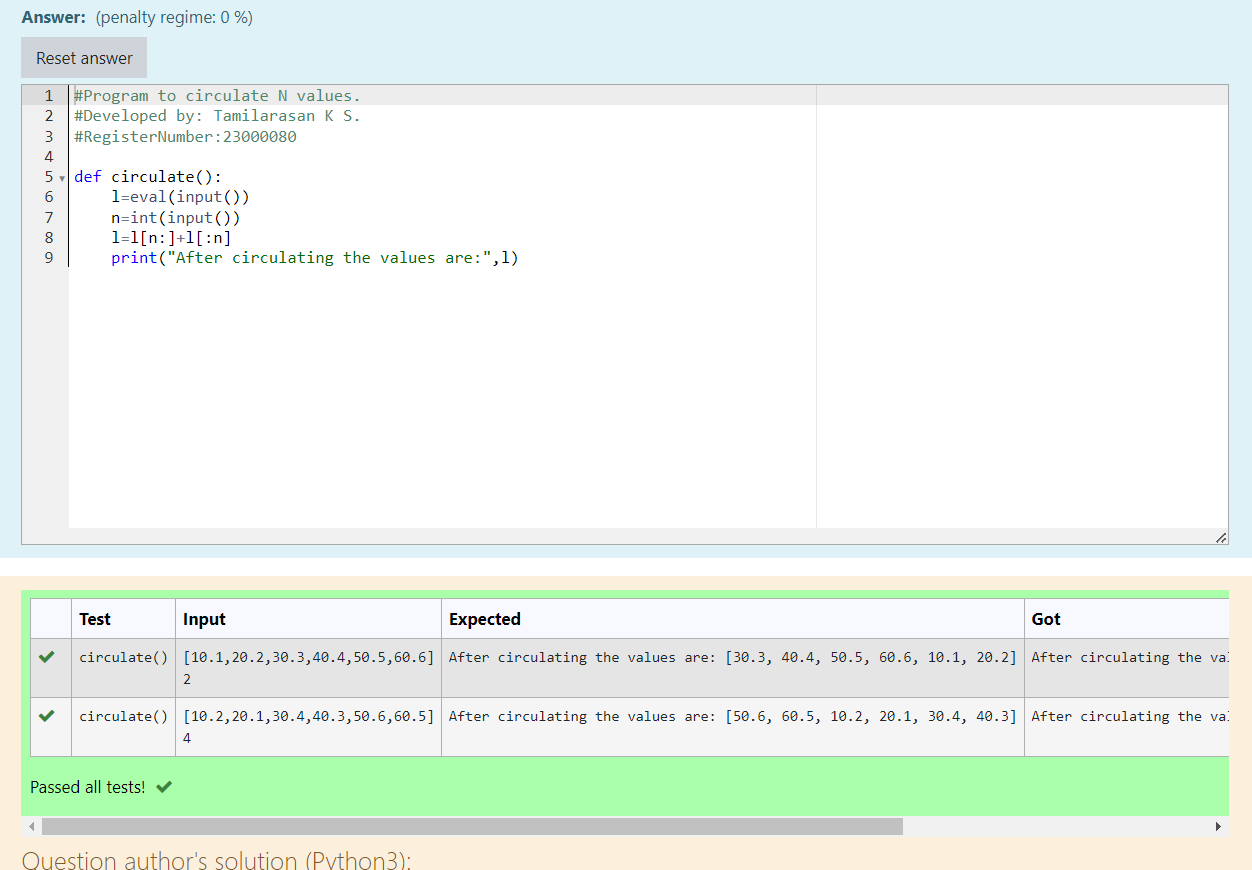 Answer: (penalty regime: 0 %)
Reset answer
1 #Program to circulate N values.
2 #Developed by: Tamilarasan K S.
3 #RegisterNumber:23000080
4
5 def circulate():
6 l=eval(input())
7 n=int(input())
8 l=l[n:]+l[:n]
9 print("After circulating the values are:",l)
Test Input Expected Got
circulate() [10.1,20.2,30.3,40.4,50.5,60.6] After circulating the values are: [30.3, 40.4, 50.5, 60.6, 10.1, 20.2] After circulating the va
2
circulate() [10.2,20.1,30.4,40.3,50.6,60.5] After circulating the values are: [50.6, 60.5, 10.2, 20.1, 30.4, 40.3] After circulating the va
4
Passed all tests!
Question author's solution (Python3):